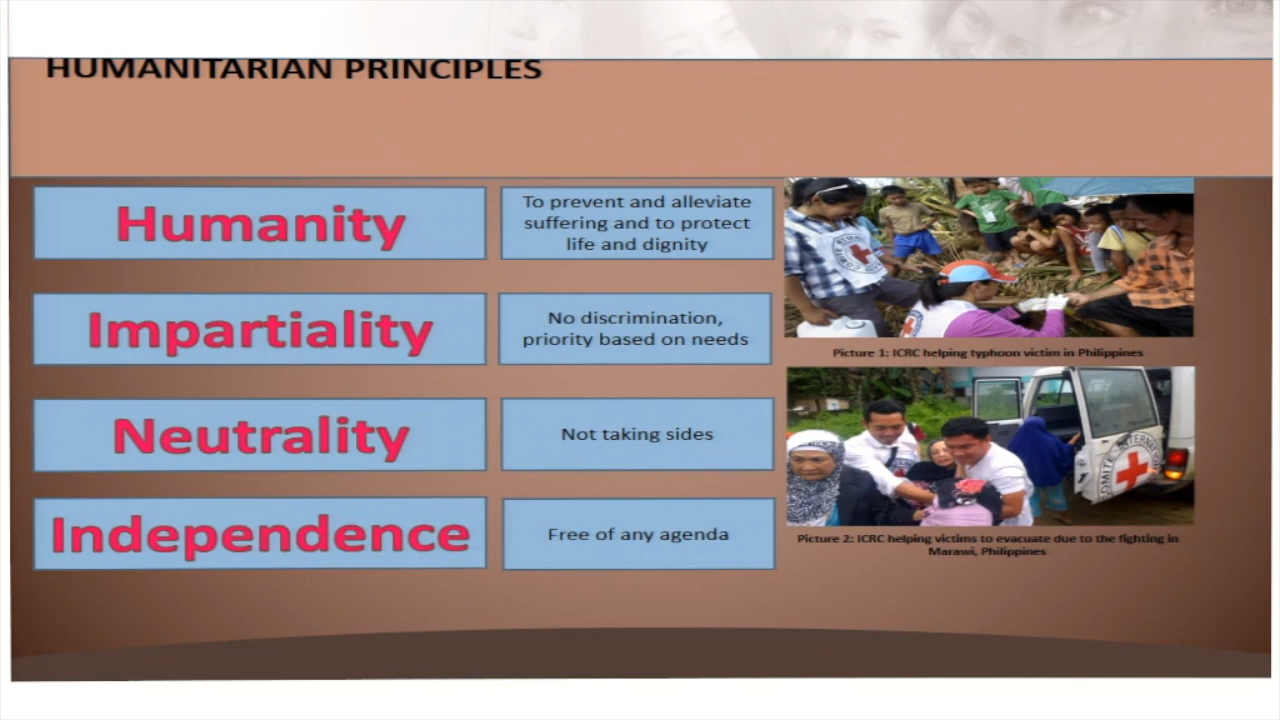 HUMANITARIAN PRINCIPLES
Humanity
To prevent and alleviate
suffering and to protect
life and dignity
Impartiality
No discrimination,
priority based on needs
Neutrality
Not taking sides
Independence
Free of any agenda
Picture 1: ICRC helping typhoon victim in Philippines
Picture 2: ICRC helping victims to evacuate due to the fighting in
Marawi, Philippines